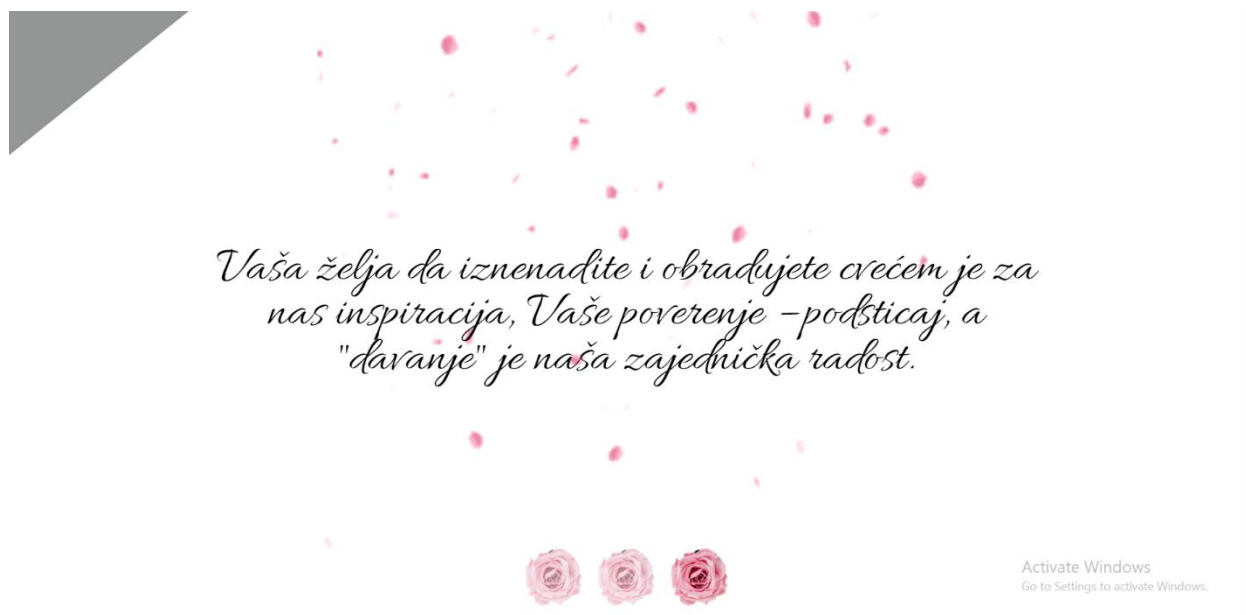 Vaša želja da iznenadite i obradujete cvećem je za
nas inspiracija, Vaše poverenje –podsticaj, a
"davanje" je naša zajednička radost.
Activate Windows
Go to Settings to activate Windows.